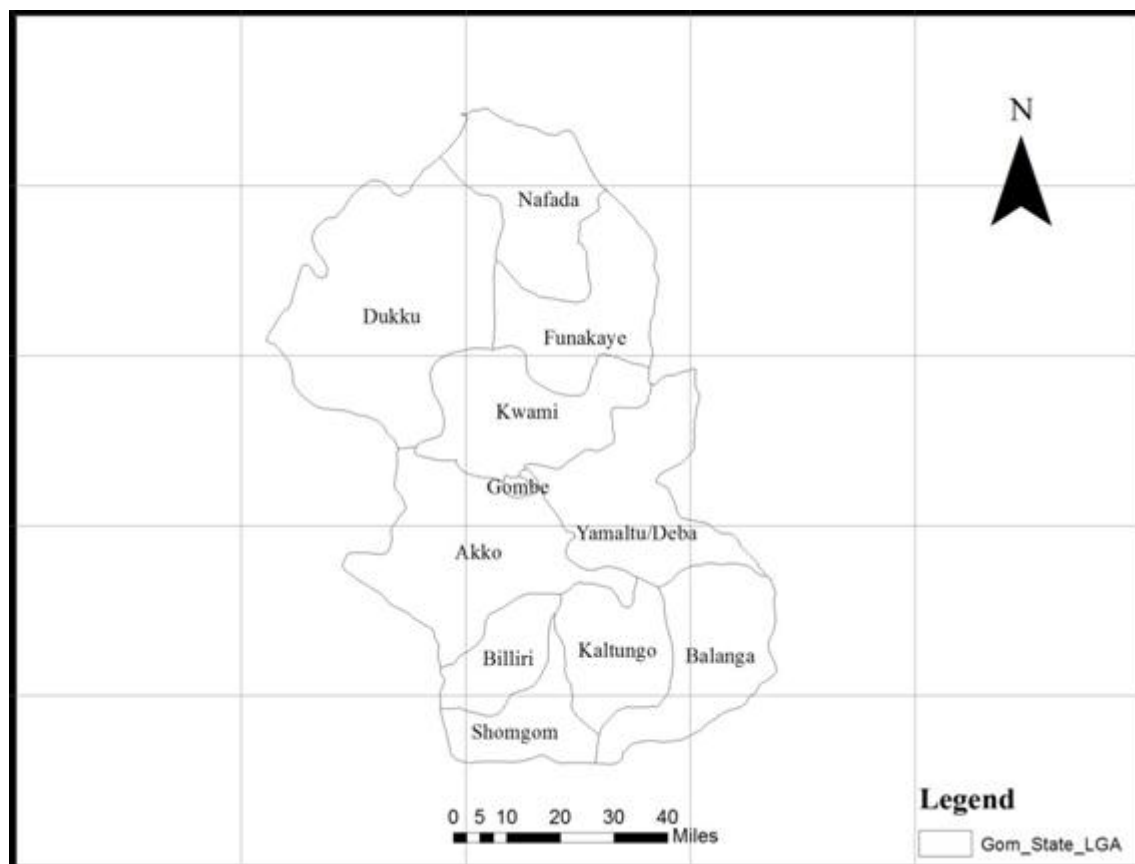 N
Nafada
Dukku
Funakaye
Kwami
Gombe
Yamaltu/Deba
Akko
Billiri
Kaltungo
Balanga
Shomgom
0 5 10 20 30 40
Miles
Legend
Gom_State_LGA